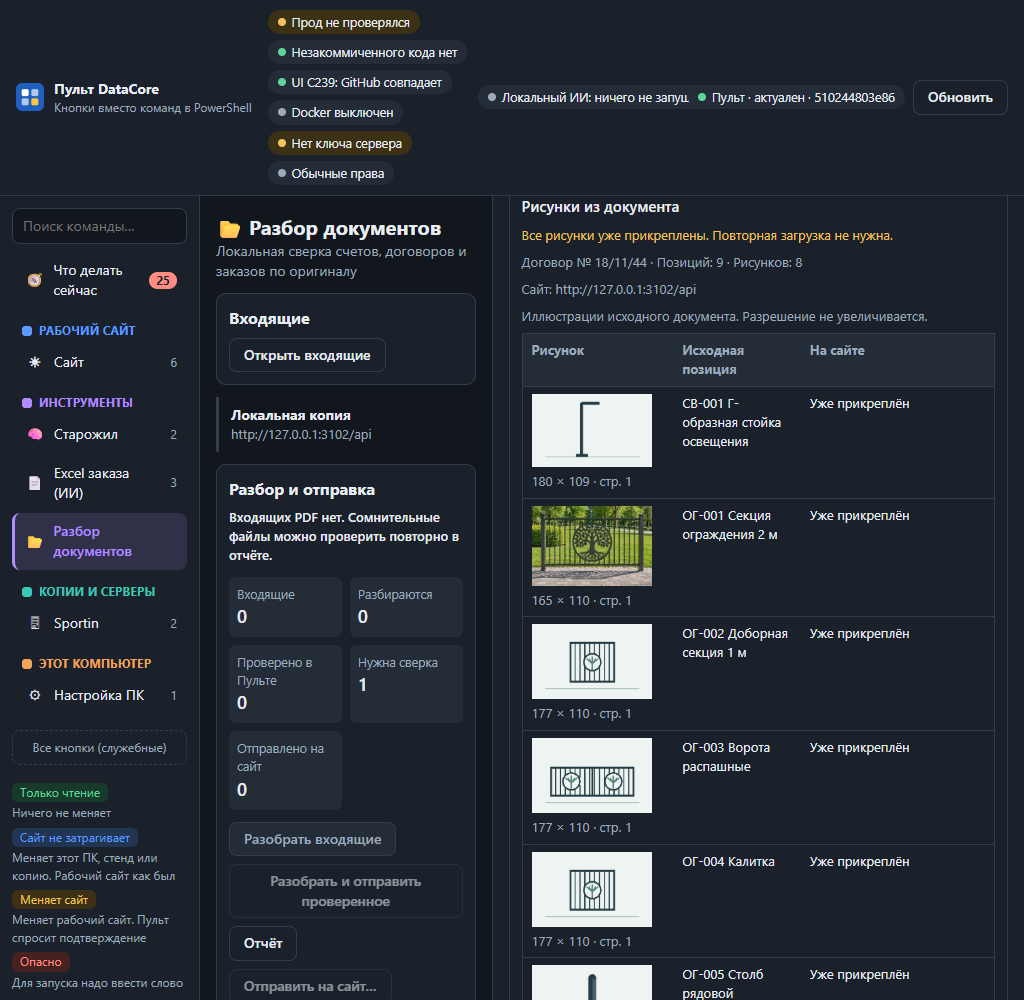 Пульт DataCore
Кнопки вместо команд в PowerShell
Прод не проверялся
Незакоммиченного кода нет
UI C239: GitHub совпадает
Docker выключен
Нет ключа сервера
Обычные права
Локальный ИИ: ничего не запущ
Пульт · актуален · 510244803e86
Обновить
Поиск команды...
Что делать
сейчас
25
РАБОЧИЙ САЙТ
Сайт 6
ИНСТРУМЕНТЫ
Старожил 2
Excel заказа
(ИИ)
3
Разбор
документов
КОПИИ И СЕРВЕРЫ
Sportin 2
ЭТОТ КОМПЬЮТЕР
Настройка ПК 1
Все кнопки (служебные)
Только чтение
Ничего не меняет
Сайт не затрагивает
Меняет этот ПК, стенд или
копию. Рабочий сайт как был
Меняет сайт
Меняет рабочий сайт. Пульт
спросит подтверждение
Опасно
Для запуска надо ввести слово
Разбор документов
Локальная сверка счетов, договоров и
заказов по оригиналу
Входящие
Открыть входящие
Локальная копия
http://127.0.0.1:3102/api
Разбор и отправка
Входящих PDF нет. Сомнительные
файлы можно проверить повторно в
отчёте.
Входящие
0
Разбираются
0
Проверено в
Пульте
0
Нужна сверка
1
Отправлено на
сайт
0
Разобрать входящие
Разобрать и отправить
проверенное
Отчёт
Отправить на сайт...
Рисунки из документа
Все рисунки уже прикреплены. Повторная загрузка не нужна.
Договор № 18/11/44 · Позиций: 9 · Рисунков: 8
Сайт: http://127.0.0.1:3102/api
Иллюстрации исходного документа. Разрешение не увеличивается.
Рисунок
Исходная
позиция
На сайте
СВ-001 Г-
образная стойка
освещения
Уже прикреплён
180 × 109 · стр. 1
ОГ-001 Секция
ограждения 2 м
Уже прикреплён
165 × 110 · стр. 1
ОГ-002 Доборная
секция 1 м
Уже прикреплён
177 × 110 · стр. 1
ОГ-003 Ворота
распашные
Уже прикреплён
177 × 110 · стр. 1
ОГ-004 Калитка
Уже прикреплён
177 × 110 · стр. 1
ОГ-005 Столб
рядовой
Уже прикреплён